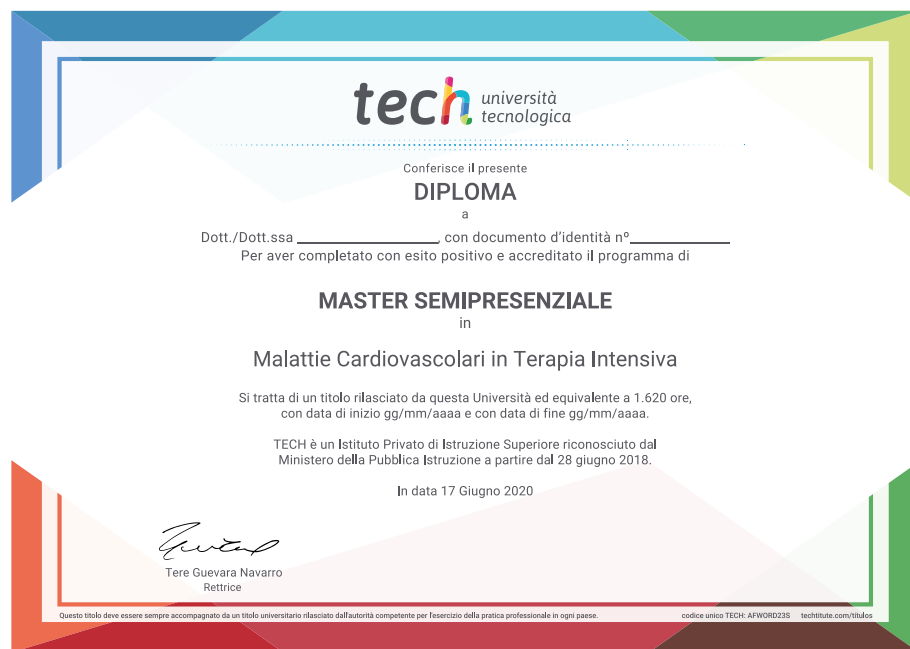 tech università
tecnologica
Conferisce il presente
DIPLOMA
a
Dott./Dott.ssa , con documento d'identità nº
Per aver completato con esito positivo e accreditato il programma di
MASTER SEMIPRESENZIALE
in
Malattie Cardiovascolari in Terapia Intensiva
Si tratta di un titolo rilasciato da questa Università ed equivalente a 1.620 ore,
con data di inizio gg/mm/aaaa e con data di fine gg/mm/aaaa.
TECH è un Istituto Privato di Istruzione Superiore riconosciuto dal
Ministero della Pubblica Istruzione a partire dal 28 giugno 2018.
In data 17 Giugno 2020
Tere Guevara Navarro
Rettrice
Questo titolo deve essere sempre accompagnato da un titolo universitario rilasciato dall'autorità competente per l'esercizio della pratica professionale in ogni paese. codice unico TECH: AFWORD23S techtitute.com/titulos